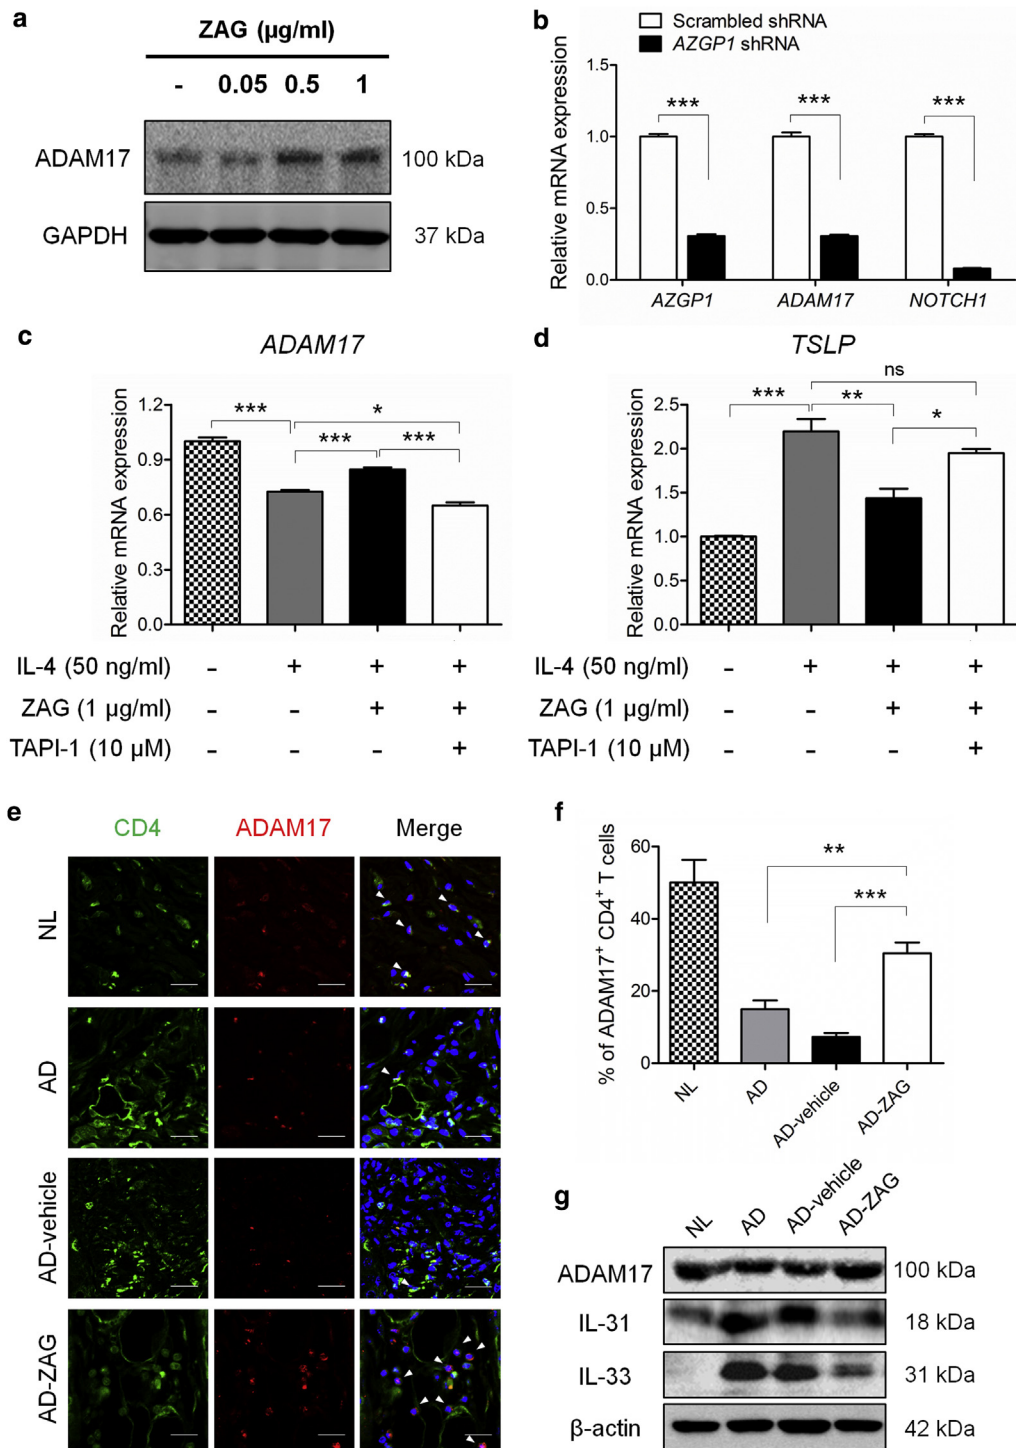 a
ZAG (µg/ml)
- 0.05 0.5 1
ADAM17 100 kDa
GAPDH 37 kDa
b
Scrambled shRNA
AZGP1 shRNA
Relative mRNA expression
1.5
1.0
0.5
0.0
*** *** ***
AZGP1 ADAM17 NOTCH1
c
ADAM17
Relative mRNA expression
1.2
0.9
0.6
0.3
0.0
*** *
*** ***
IL-4 (50 ng/ml) - + + +
ZAG (1 µg/ml) - - + +
TAPI-1 (10 µM) - - - +
d
TSLP
Relative mRNA expression
2.5
2.0
1.5
1.0
0.5
0.0
ns
*** **
*
IL-4 (50 ng/ml) - + + +
ZAG (1 µg/ml) - - + +
TAPI-1 (10 µM) - - - +
e
CD4 ADAM17 Merge
NL
AD
AD-vehicle
AD-ZAG
f
% of ADAM17+ CD4+ T cells
60
40
20
0
**
***
NL AD AD-vehicle AD-ZAG
g
NL AD AD-vehicle AD-ZAG
ADAM17 100 kDa
IL-31 18 kDa
IL-33 31 kDa
β-actin 42 kDa